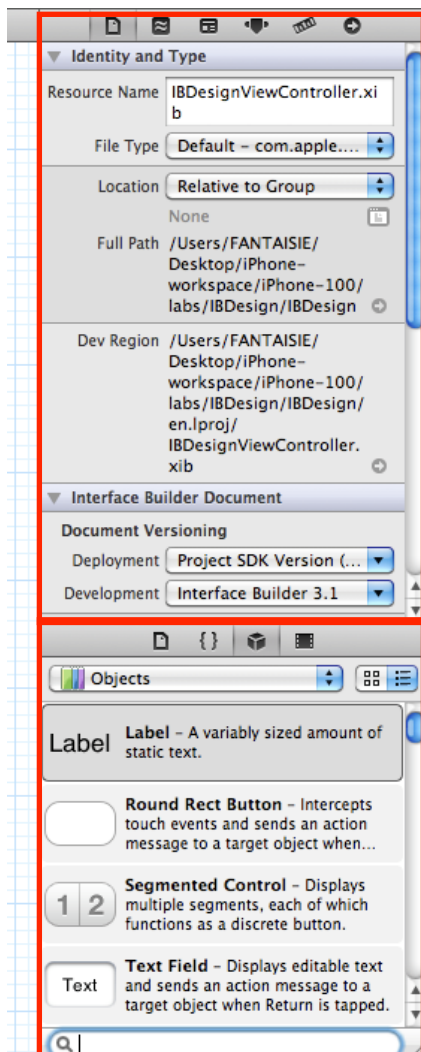 Identity and Type
Resource Name IBDesignViewController.xi
b
File Type Default – com.apple....
Location Relative to Group
None
Full Path /Users/FANTAISIE/
Desktop/iPhone-
workspace/iPhone-100/
labs/IBDesign/IBDesign
Dev Region /Users/FANTAISIE/
Desktop/iPhone-
workspace/iPhone-100/
labs/IBDesign/IBDesign/
en.lproj/
IBDesignViewController.
xib
Interface Builder Document
Document Versioning
Deployment Project SDK Version (...
Development Interface Builder 3.1
{}
Objects
Label Label – A variably sized amount of
static text.
Round Rect Button – Intercepts
touch events and sends an action
message to a target object when...
1 2 Segmented Control – Displays
multiple segments, each of which
functions as a discrete button.
Text Text Field – Displays editable text
and sends an action message to a
target object when Return is tapped.